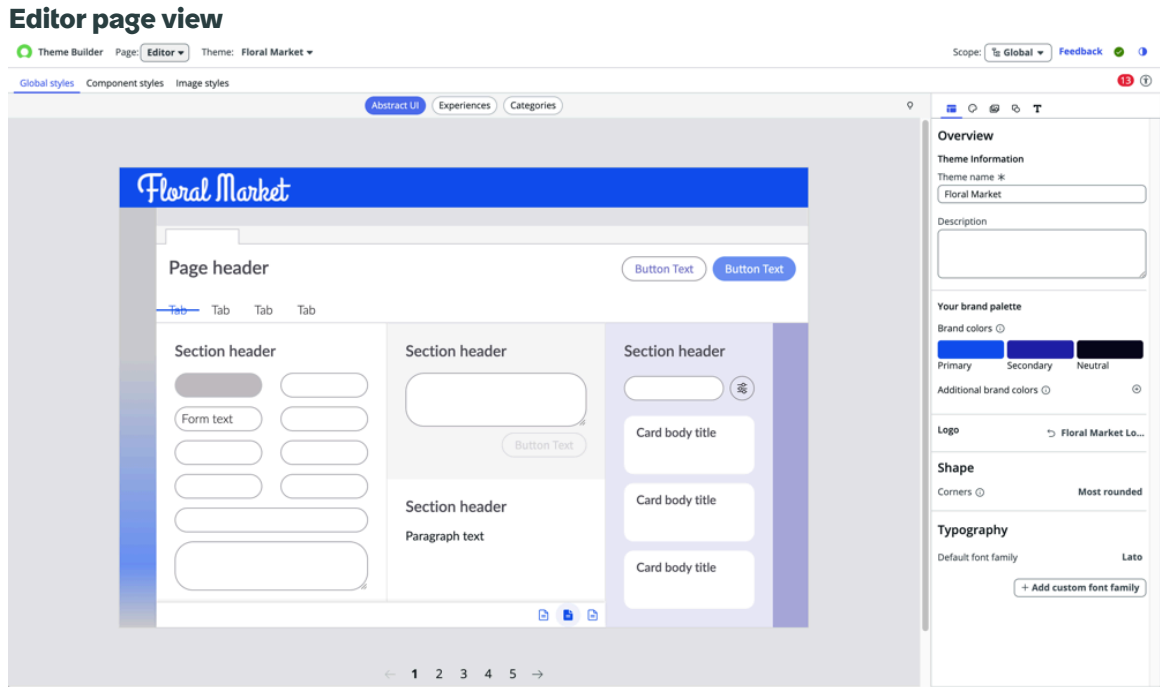 Editor page view
Theme Builder Page: Editor Theme: Floral Market Scope: Global Feedback
Global styles Component styles Image styles 13
Abstract UI Experiences Categories
Overview
Theme Information
Theme name *
Floral Market
Description
Your brand palette
Brand colors
Primary Secondary Neutral
Additional brand colors
Logo Floral Market Lo...
Shape
Corners Most rounded
Typography
Default font family Lato
+ Add custom font family
Floral Market
Page header Button Text Button Text
Tab Tab Tab Tab
Section header
Form text
Section header
Button Text
Section header
Paragraph text
Section header
Card body title
Card body title
Card body title
← 1 2 3 4 5 →